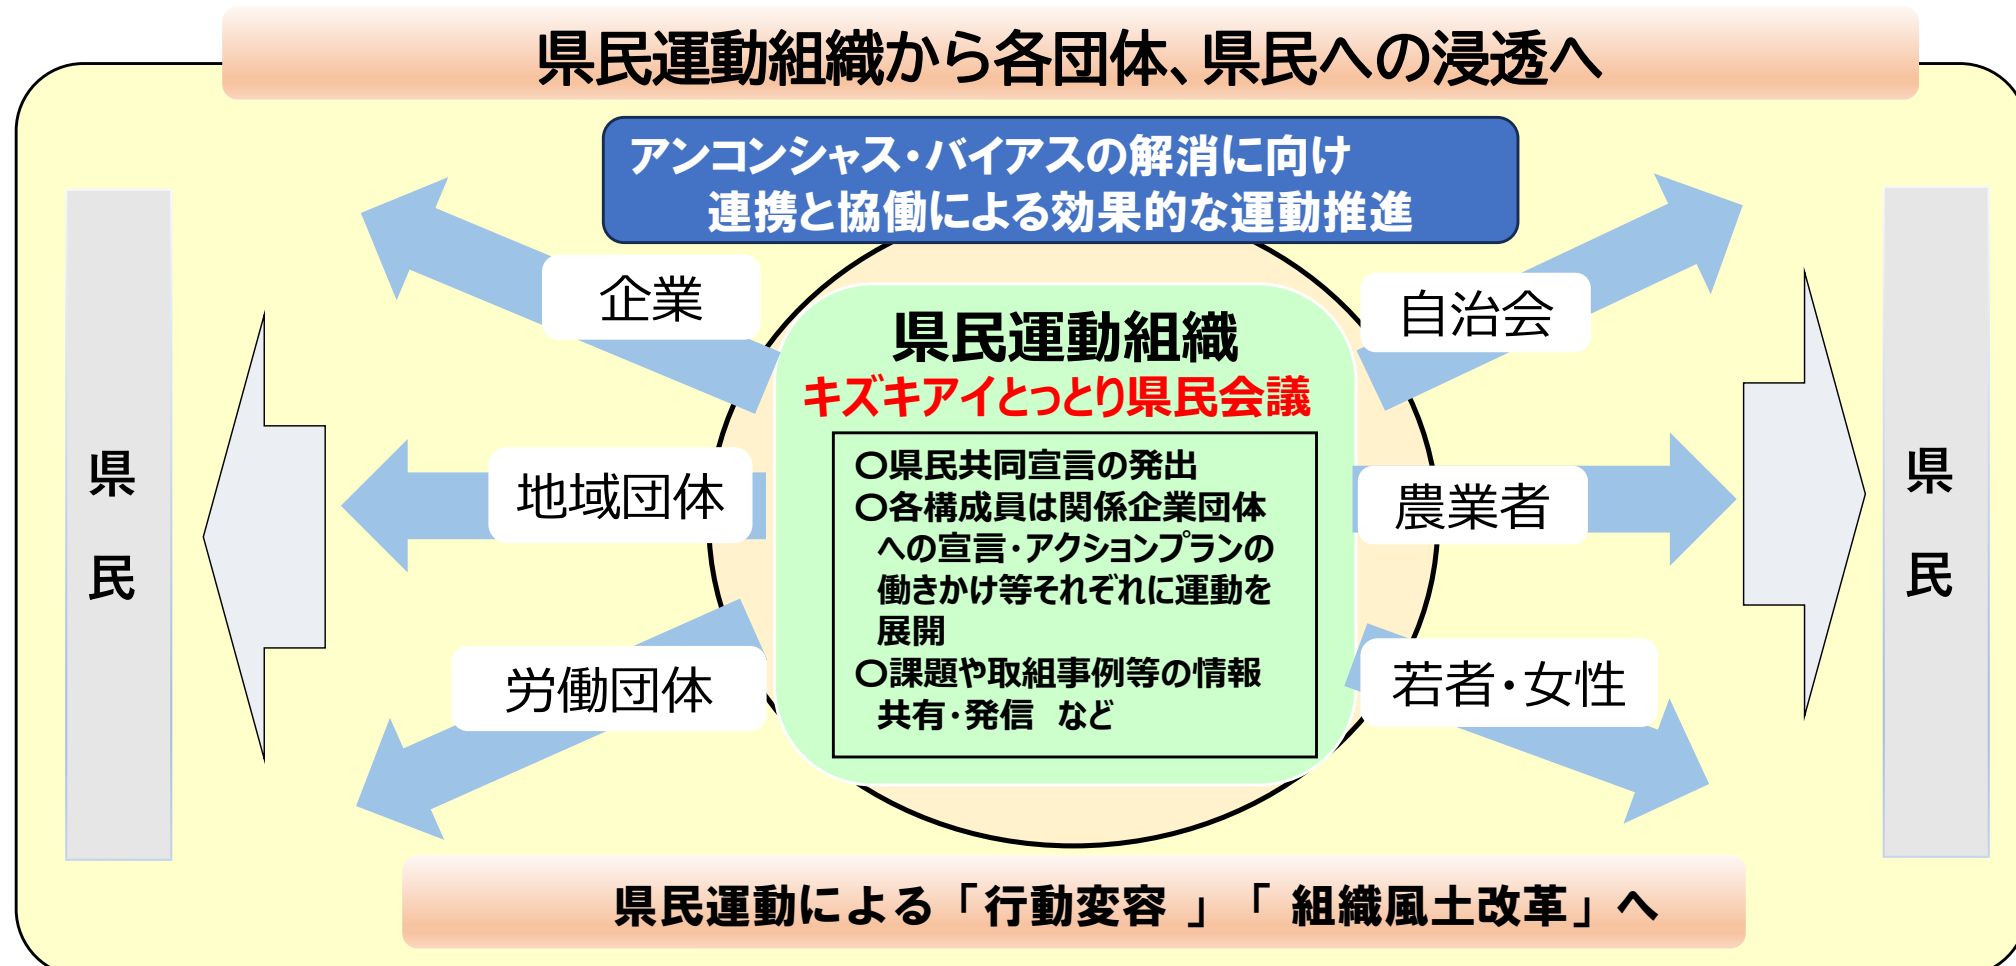 県民運動組織から各団体、県民への浸透へ
アンコンシャス・バイアスの解消に向け
連携と協働による効果的な運動推進
企業
自治会
県民運動組織
キズキアイとっとり県民会議
〇県民共同宣言の発出
〇各構成員は関係企業団体
への宣言・アクションプランの
働きかけ等それぞれに運動を
展開
〇課題や取組事例等の情報
共有・発信　など
地域団体
農業者
労働団体
若者・女性
県民
県民
県民運動による「行動変容 」「 組織風土改革」へ